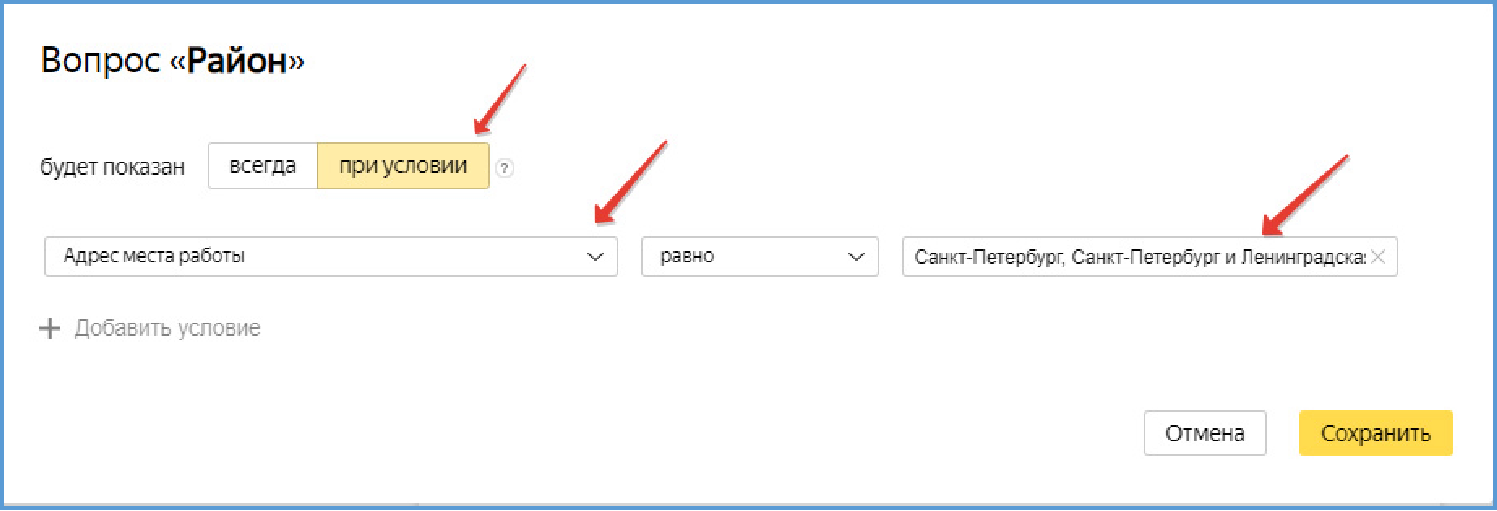 Вопрос «Район»
будет показан всегда при условии ?
Адрес места работы равно Санкт-Петербург, Санкт-Петербург и Ленинградска
+ Добавить условие
Отмена Сохранить